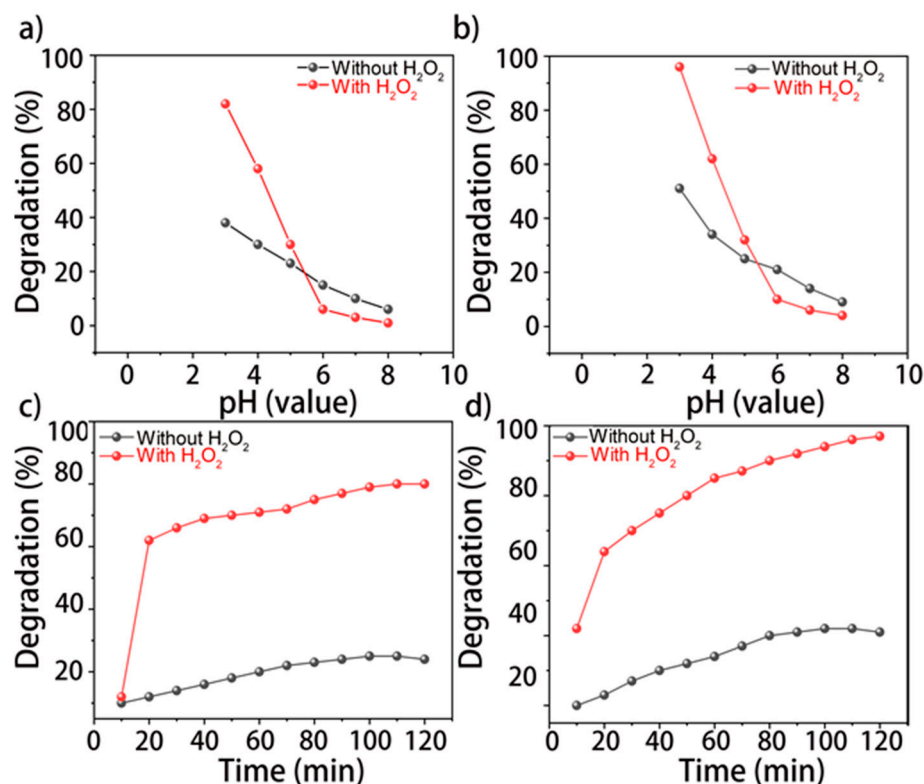 a)
Degradation (%)
100
80
60
40
20
0
Without H₂O₂
With H₂O₂
0 2 4 6 8 10
pH (value)
b)
Degradation (%)
100
80
60
40
20
0
Without H₂O₂
With H₂O₂
0 2 4 6 8 10
pH (value)
c)
Degradation (%)
100
80
60
40
20
Without H₂O₂
With H₂O₂
0 20 40 60 80 100 120
Time (min)
d)
Degradation (%)
100
80
60
40
20
Without H₂O₂
With H₂O₂
0 20 40 60 80 100 120
Time (min)